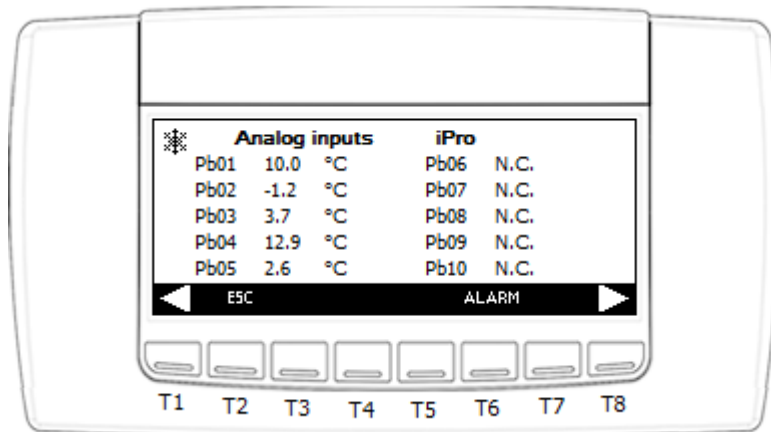 Analog inputs iPro
Pb01 10.0 °C Pb06 N.C.
Pb02 -1.2 °C Pb07 N.C.
Pb03 3.7 °C Pb08 N.C.
Pb04 12.9 °C Pb09 N.C.
Pb05 2.6 °C Pb10 N.C.
ESC ALARM
T1 T2 T3 T4 T5 T6 T7 T8